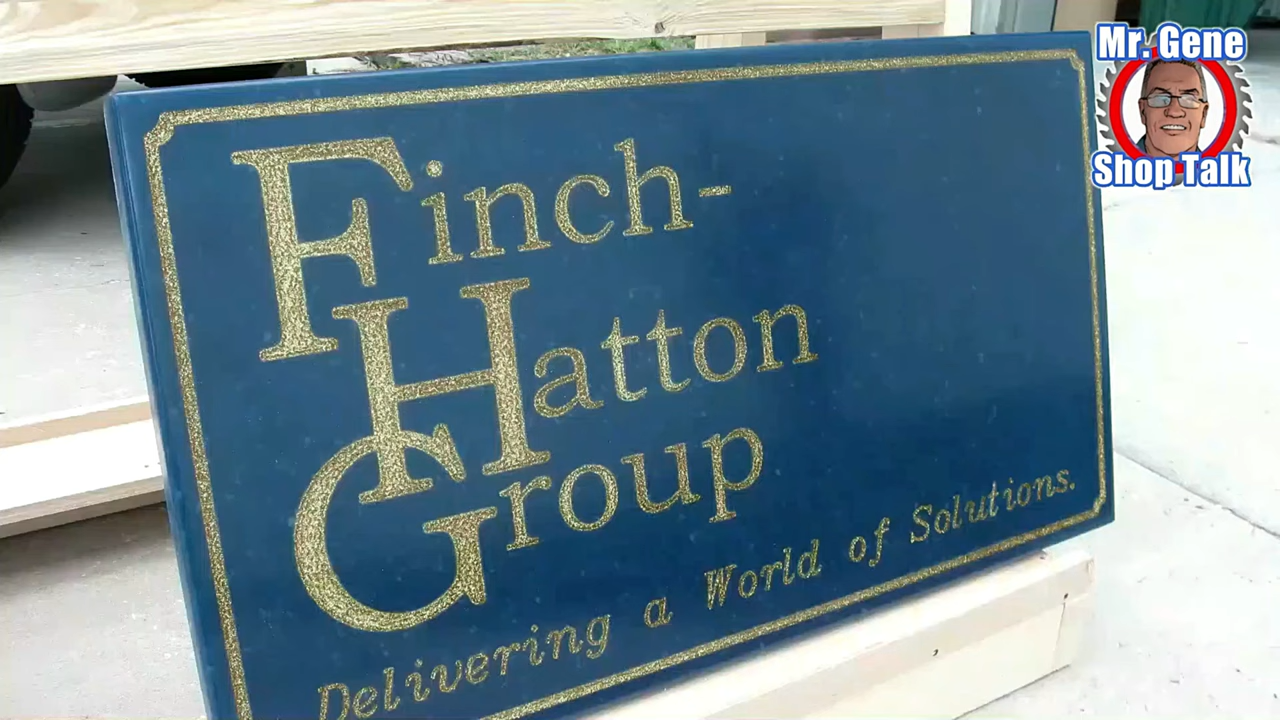 Mr. Gene
Shop Talk
Finch-
Hatton
Group
Delivering a World of Solutions.